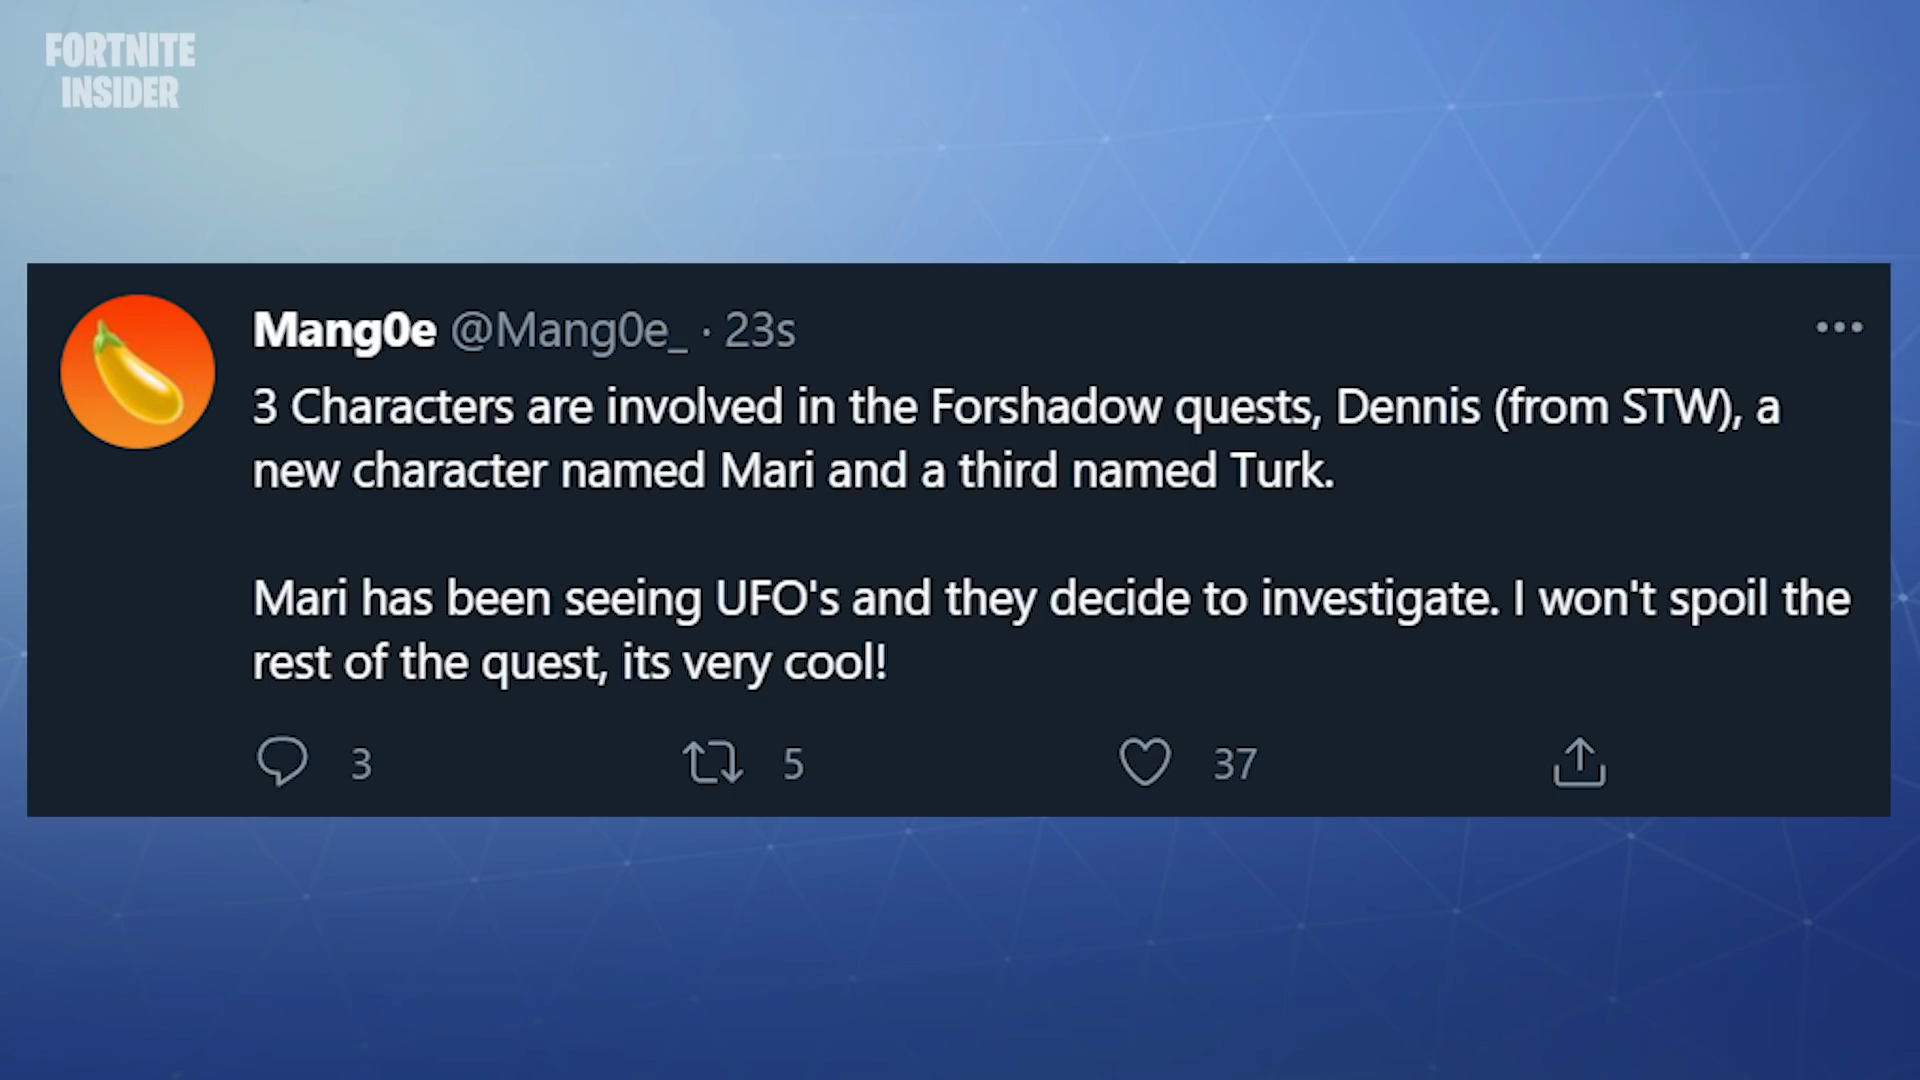 FORTNITE
INSIDER
Mang0e @Mang0e_ · 23s
3 Characters are involved in the Forshadow quests, Dennis (from STW), a
new character named Mari and a third named Turk.
Mari has been seeing UFO's and they decide to investigate. I won't spoil the
rest of the quest, its very cool!
3 5 37